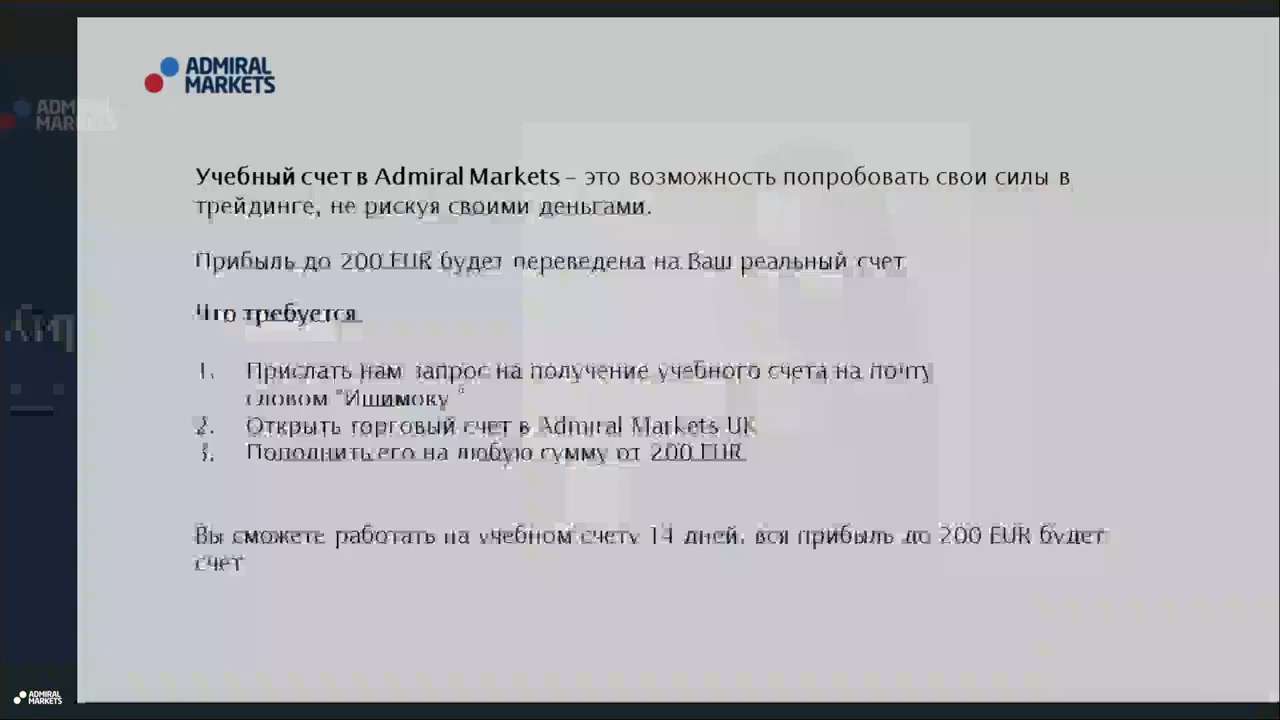 ADMIRAL
MARKETS
Учебный счет в Admiral Markets – это возможность попробовать свои силы в
трейдинге, не рискуя своими деньгами.
Прибыль до 200 EUR будет переведена на Ваш реальный счет
Что требуется
1. Прислать нам запрос на получение учебного счета на почту
словом "Ишимоку "
2. Открыть торговый счет в Admiral Markets UK
3. Пополнить его на любую сумму от 200 EUR
Вы сможете работать на учебном счету 14 дней, вся прибыль до 200 EUR будет
счет
ADMIRAL
MARKETS